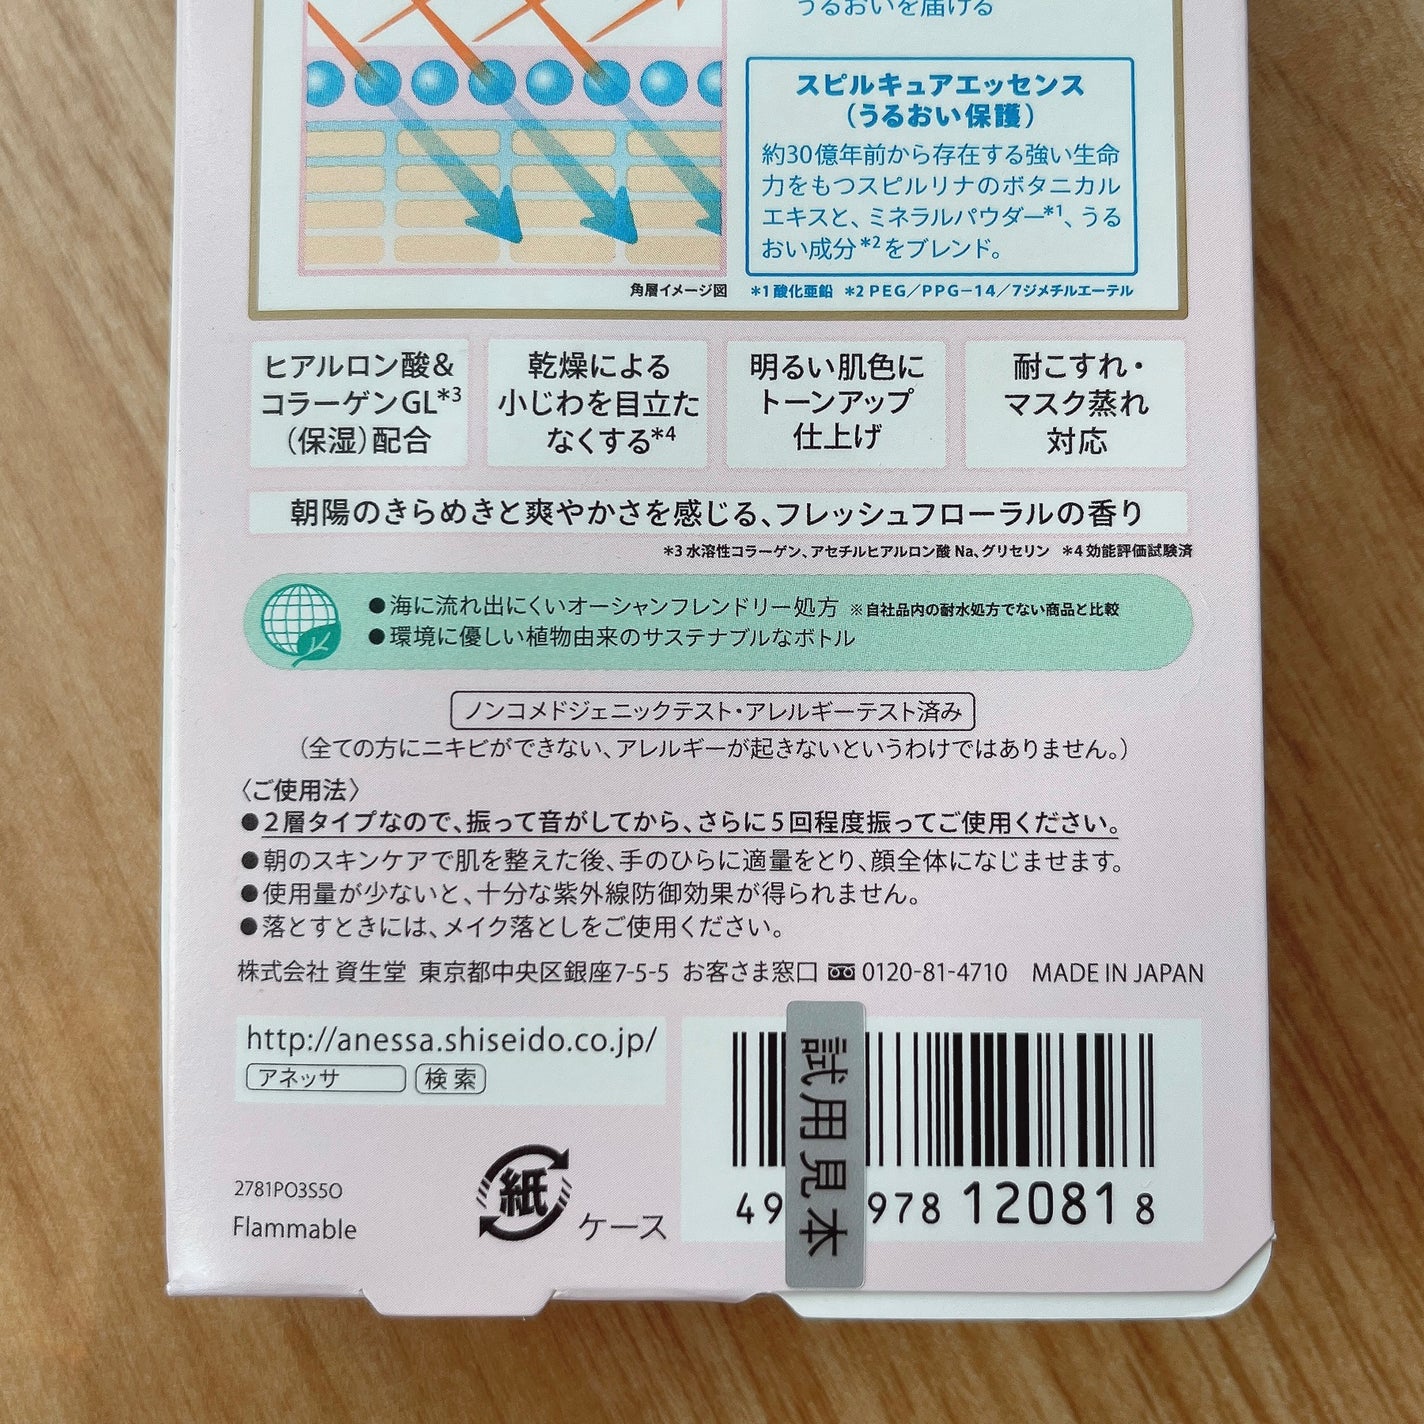 うるおいを届ける
スピルキュアエッセンス
(うるおい保護)
約30億年前から存在する強い生命
力をもつスピルリナのボタニカル
エキスと、ミネラルパウダー*1、うる
おい成分*2をブレンド。
角層イメージ図
*1 酸化亜鉛 *2 PEG/PPG-14/7ジメチルエーテル
ヒアルロン酸&
コラーゲンGL*3
(保湿)配合
乾燥による
小じわを目立た
なくする*4
明るい肌色に
トーンアップ
仕上げ
耐こすれ・
マスク蒸れ
対応
朝陽のきらめきと爽やかさを感じる、フレッシュフローラルの香り
*3 水溶性コラーゲン、アセチルヒアルロン酸 Na、グリセリン *4 効能評価試験済
●海に流れ出にくいオーシャンフレンドリー処方 ※自社品内の耐水処方でない商品と比較
●環境に優しい植物由来のサステナブルなボトル
ノンコメドジェニックテスト・アレルギーテスト済み
(全ての方にニキビができない、アレルギーが起きないというわけではありません。)
〈ご使用法〉
●2層タイプなので、振って音がしてから、さらに5回程度振ってご使用ください。
●朝のスキンケアで肌を整えた後、手のひらに適量をとり、顔全体になじませます。
●使用量が少ないと、十分な紫外線防御効果が得られません。
●落とすときには、メイク落としをご使用ください。
株式会社 資生堂 東京都中央区銀座7-5-5 お客さま窓口 0120-81-4710 MADE IN JAPAN
http://anessa.shiseido.co.jp/
アネッサ 検索
試用見本
49 978 12081 8
2781PO3S5O
Flammable
紙 ケース